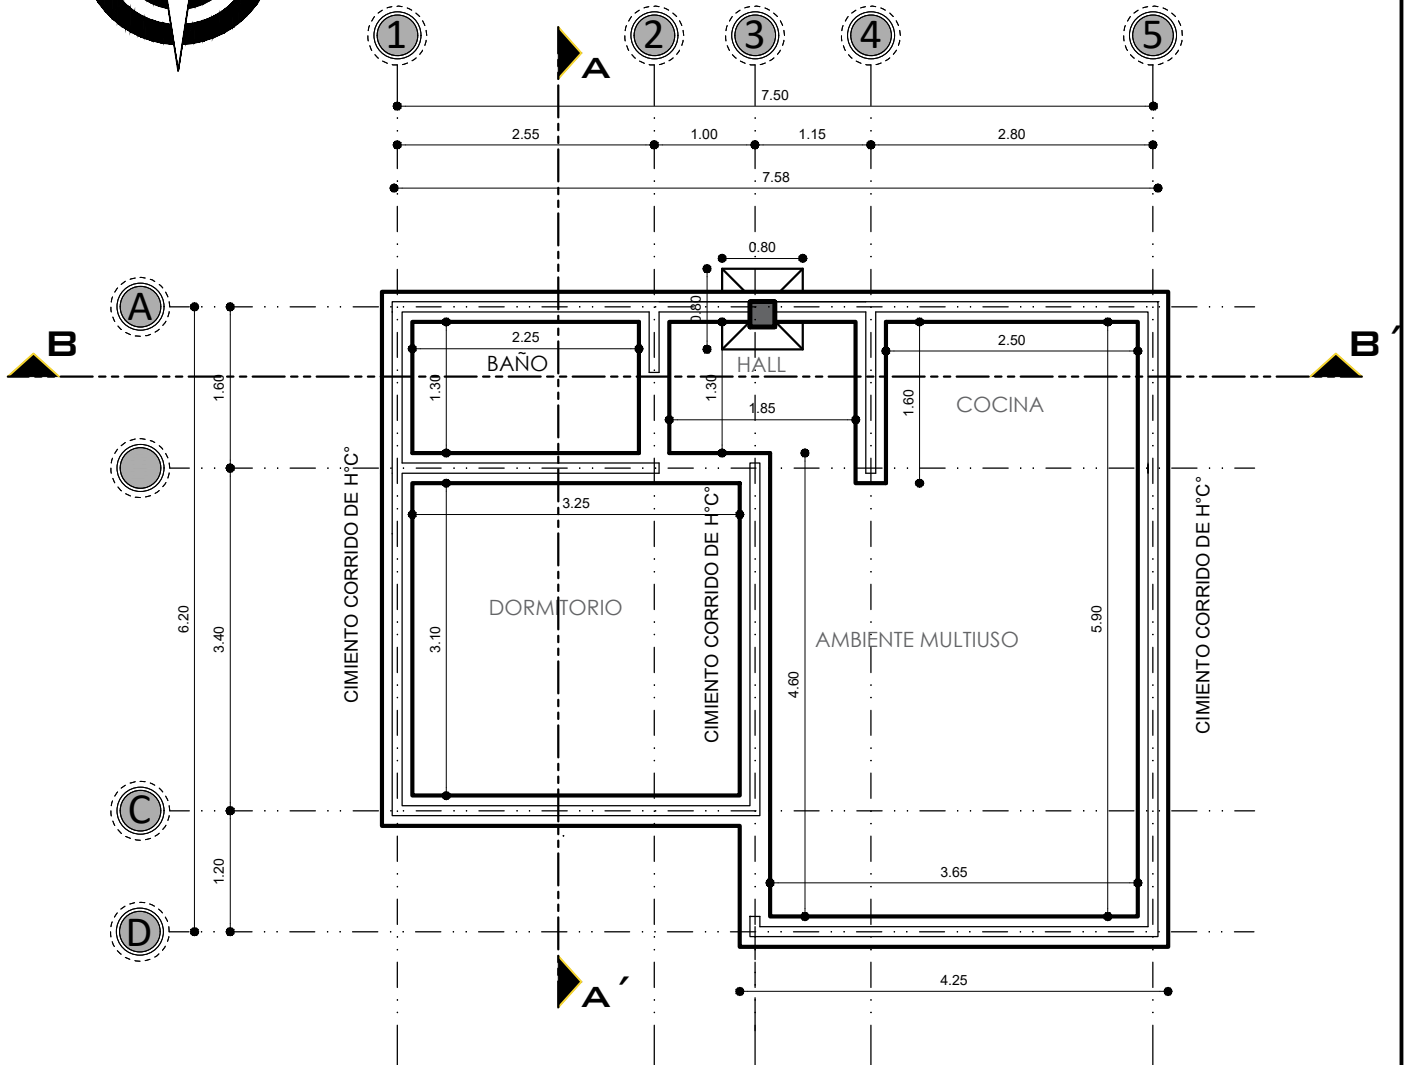 1 2 3 4 5
A
7.50
2.55 1.00 1.15 2.80
7.58
0.80
0.80
A
B
B´
2.25
BAÑO
1.30
HALL
1.30
1.85
2.50
COCINA
1.60
1.60
CIMIENTO CORRIDO DE H°C°
3.25
CIMIENTO CORRIDO DE H°C°
CIMIENTO CORRIDO DE H°C°
DORMITORIO
AMBIENTE MULTIUSO
6.20
3.40
3.10
4.60
5.90
C
1.20
3.65
D
4.25
A´